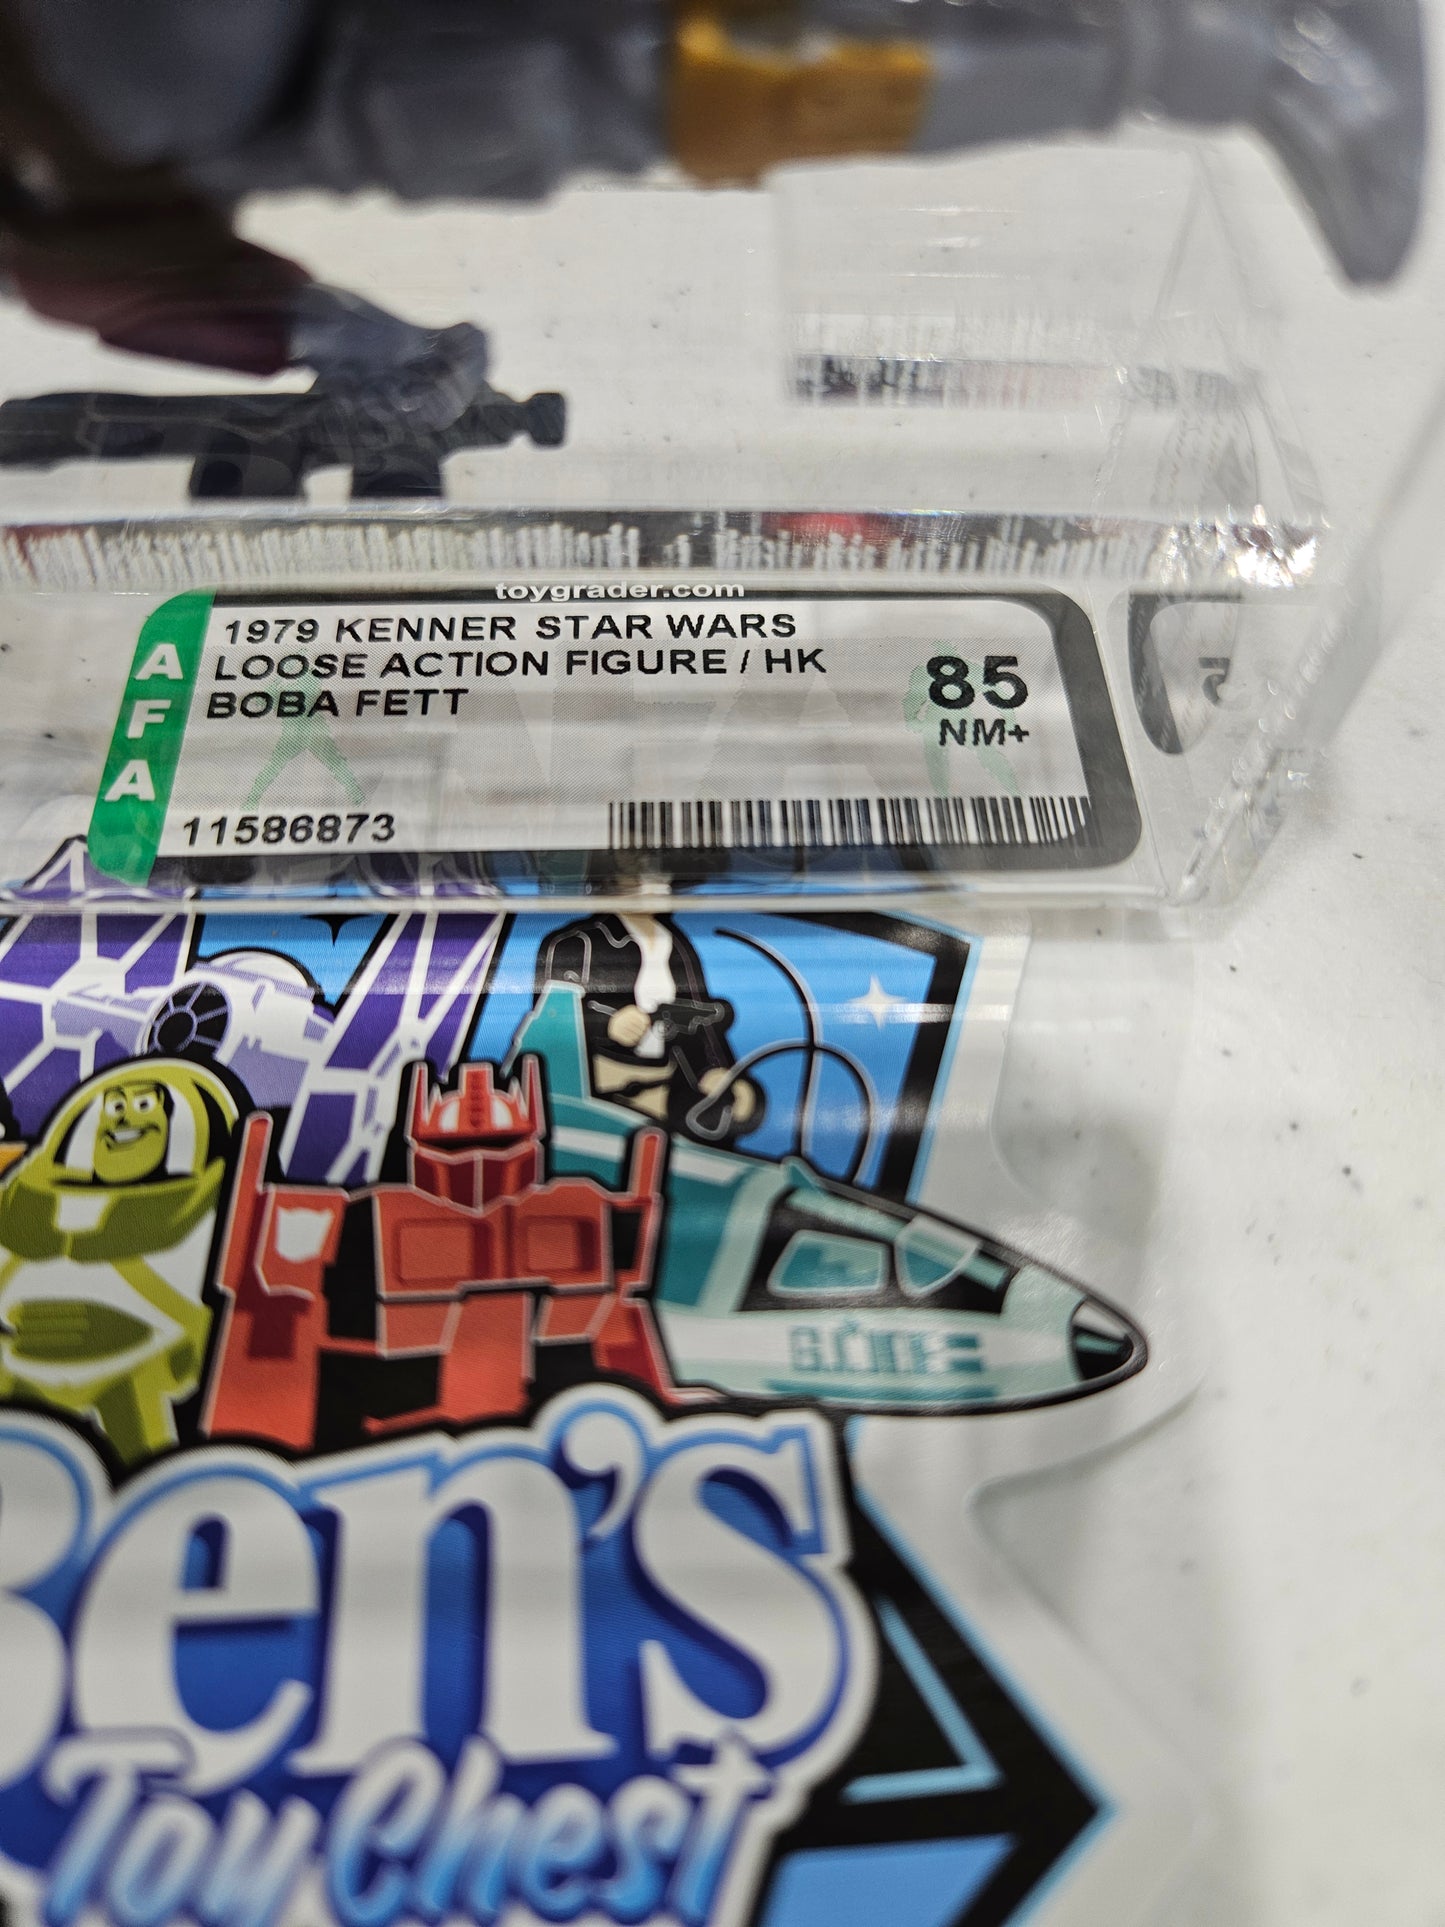 toygrader.com
AFA
1979 KENNER STAR WARS
LOOSE ACTION FIGURE / HK
BOBA FETT
85
NM+
11586873
G.I. JOE
Ben's
Toy Chest